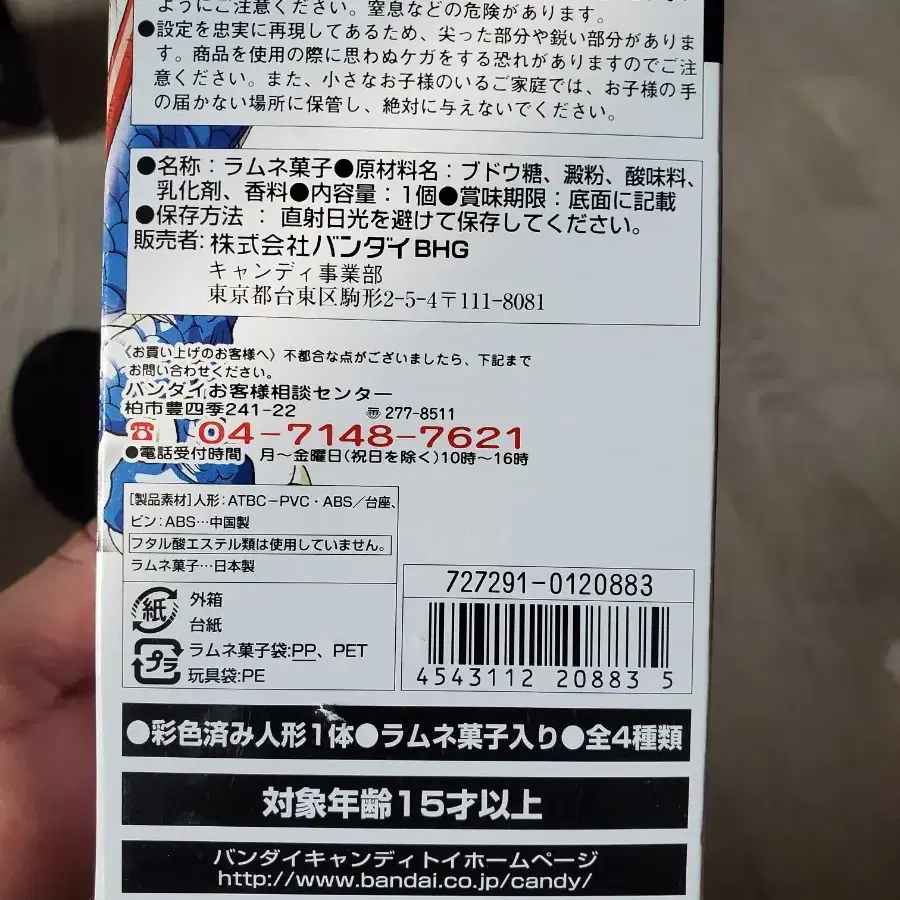 ようにご注意ください。窒息などの危険があります。
●設定を忠実に再現してあるため、尖った部分や鋭い部分がありま
す。商品を使用の際に思わぬケガをする恐れがありますのでご注
意ください。また、小さなお子様のいるご家庭では、お子様の手
の届かない場所に保管し、絶対に与えないでください。
●名称：ラムネ菓子●原材料名：ブドウ糖、澱粉、酸味料、
乳化剤、香料●内容量：1個●賞味期限：底面に記載
●保存方法 ： 直射日光を避けて保存してください。
販売者：株式会社バンダイBHG
キャンディ事業部
東京都台東区駒形2-5-4〒111-8081
〈お買い上げのお客様へ〉不都合な点がございましたら、下記まで
お問い合わせください。
バンダイお客様相談センター
柏市豊四季241-22 〠 277-8511
☎ 04-7148-7621
●電話受付時間 月〜金曜日(祝日を除く)10時〜16時
[製品素材]人形：ATBC-PVC・ABS／台座、
ピン：ABS…中国製
フタル酸エステル類は使用していません。
ラムネ菓子…日本製
紙 外箱
台紙
プラ ラムネ菓子袋:PP、PET
玩具袋:PE
727291-0120883
4543112 20883 5
●彩色済み人形1体●ラムネ菓子入り●全4種類
対象年齢15才以上
バンダイキャンディトイホームページ
http://www.bandai.co.jp/candy/